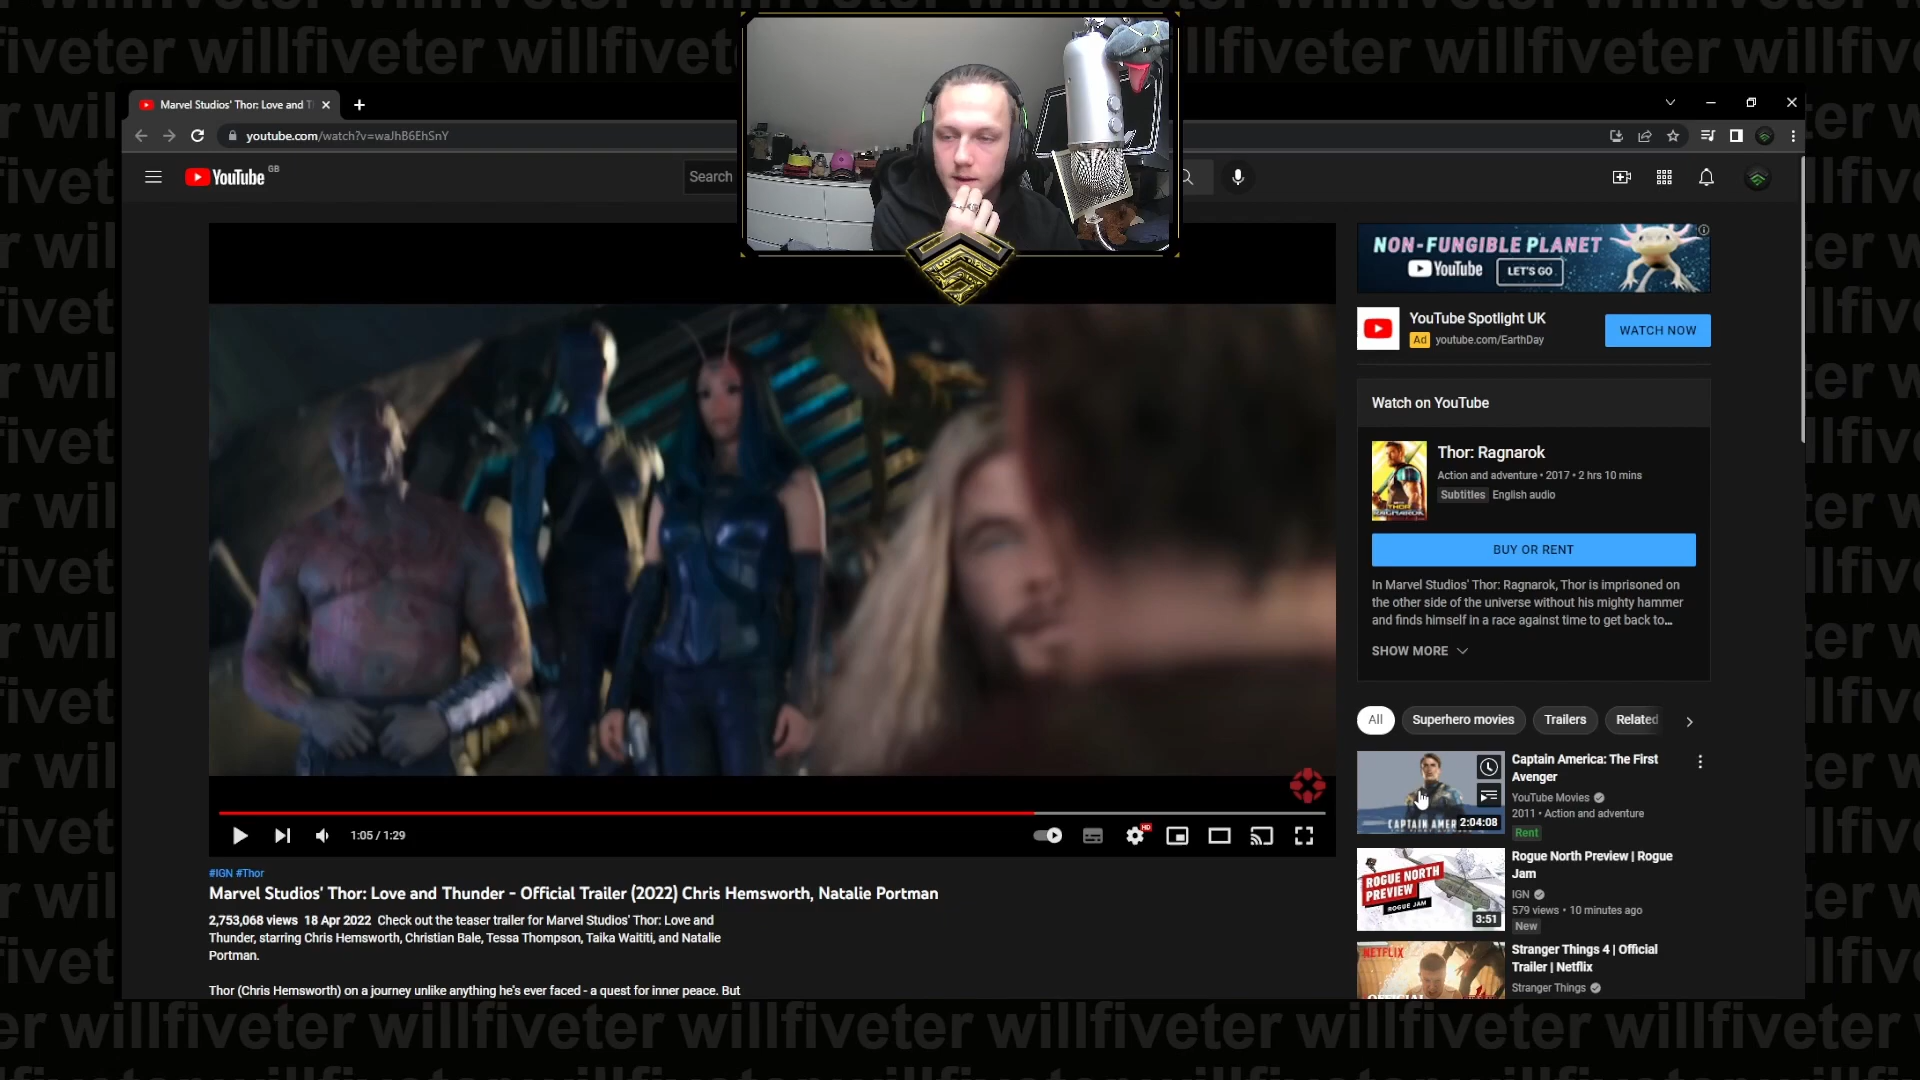 willfiveter willfiveter willfiveter
Marvel Studios' Thor: Love and T
youtube.com/watch?v=waJhB6EhSnY
YouTube GB
Search
NON-FUNGIBLE PLANET
YouTube LET'S GO
YouTube Spotlight UK
Ad youtube.com/EarthDay
WATCH NOW
Watch on YouTube
Thor: Ragnarok
Action and adventure • 2017 • 2 hrs 10 mins
Subtitles English audio
THOR
RAGNAROK
BUY OR RENT
In Marvel Studios' Thor: Ragnarok, Thor is imprisoned on
the other side of the universe without his mighty hammer
and finds himself in a race against time to get back to...
SHOW MORE
All Superhero movies Trailers Related
Captain America: The First
Avenger
YouTube Movies
2011 • Action and adventure
Rent
CAPTAIN AMER 2:04:08
Rogue North Preview | Rogue
Jam
IGN
579 views • 10 minutes ago
New
ROGUE NORTH
PREVIEW
ROGUE JAM
3:51
Stranger Things 4 | Official
Trailer | Netflix
Stranger Things
NETFLIX
OFFICIAL
1:05 / 1:29
HD
#IGN #Thor
Marvel Studios' Thor: Love and Thunder - Official Trailer (2022) Chris Hemsworth, Natalie Portman
2,753,068 views 18 Apr 2022 Check out the teaser trailer for Marvel Studios' Thor: Love and
Thunder, starring Chris Hemsworth, Christian Bale, Tessa Thompson, Taika Waititi, and Natalie
Portman.
Thor (Chris Hemsworth) on a journey unlike anything he's ever faced - a quest for inner peace. But
er willfiveter willfiveter willfiveter willfiveter willfiveter w